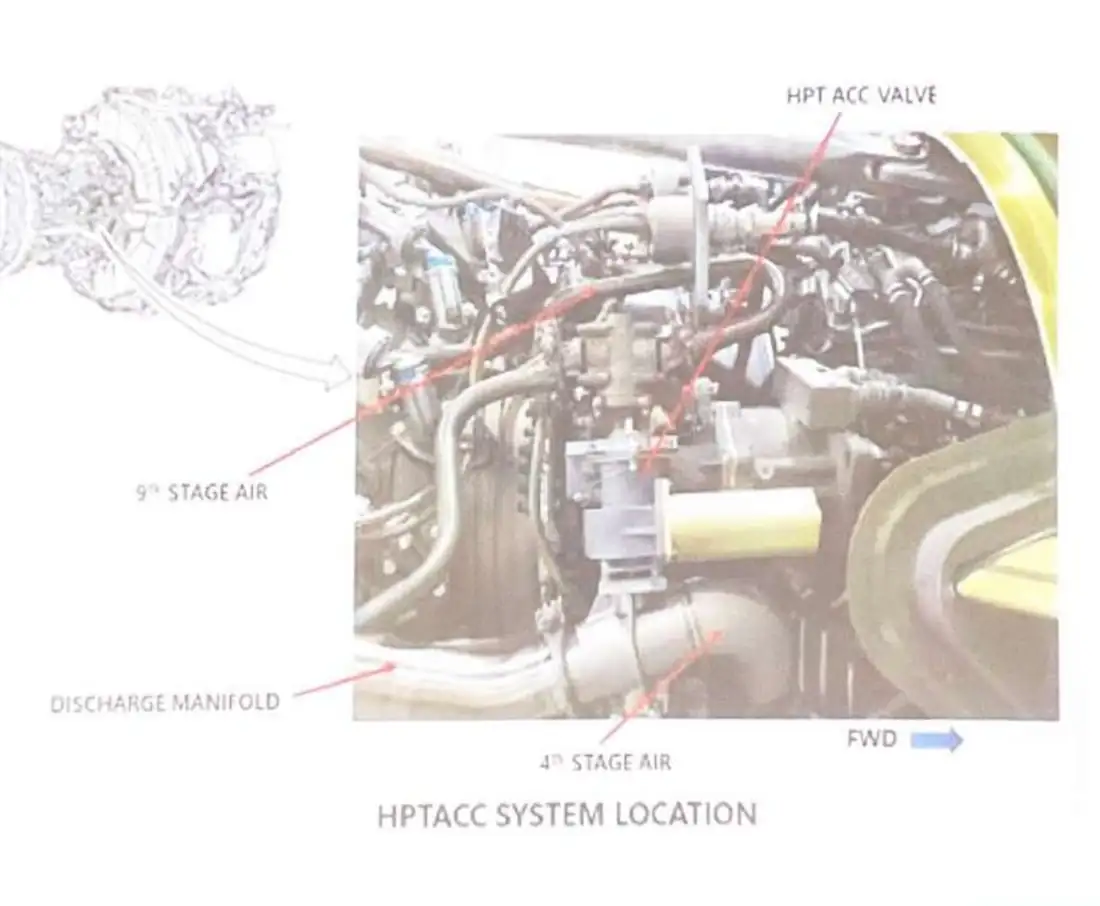 HPT ACC VALVE
9th STAGE AIR
DISCHARGE MANIFOLD
4th STAGE AIR
FWD
HPTACC SYSTEM LOCATION